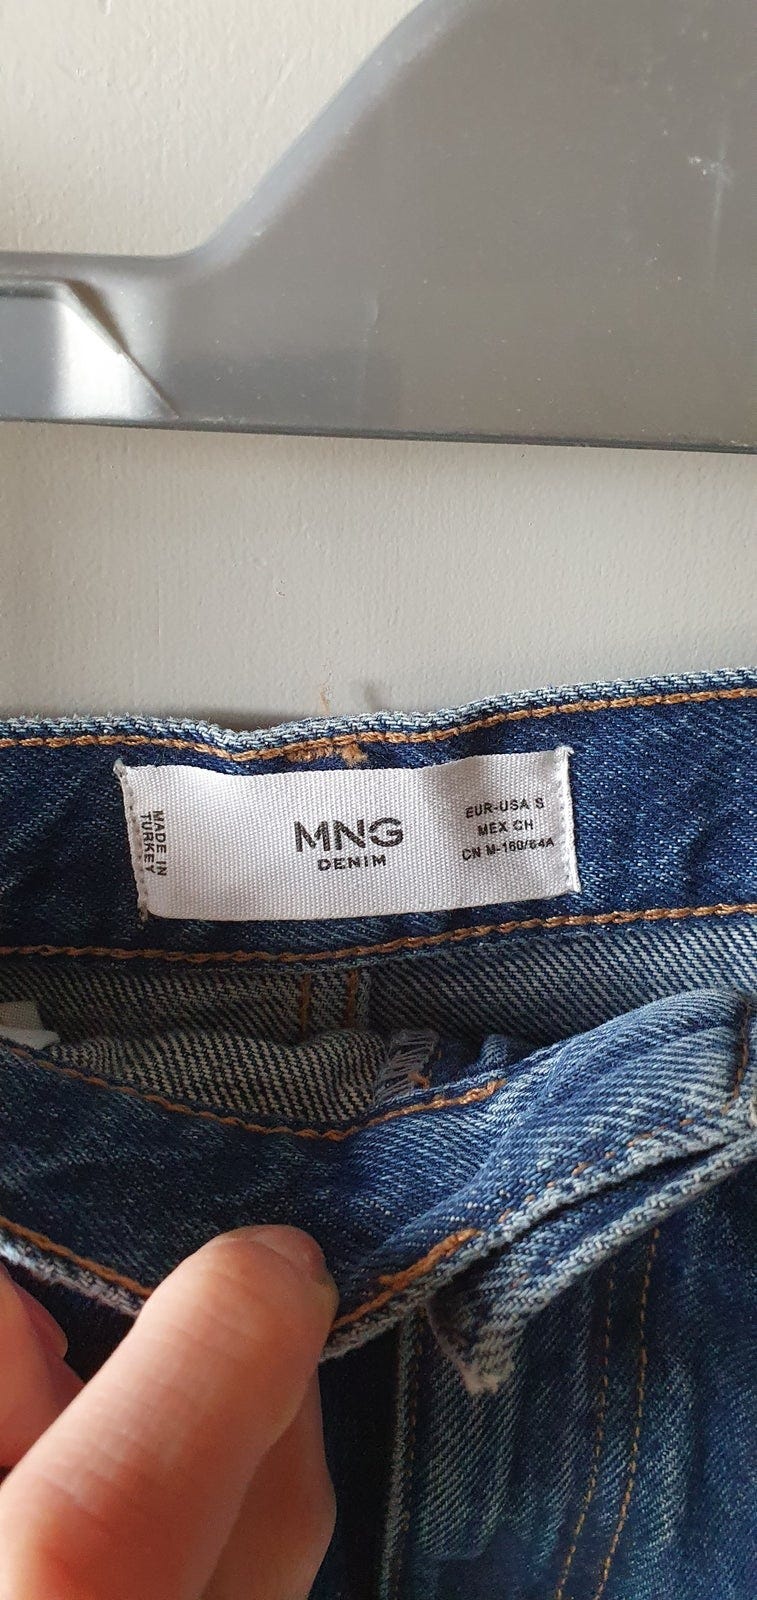 MADE IN
TURKEY
MNG
DENIM
EUR-USA S
MEX CH
CN M-160/64A